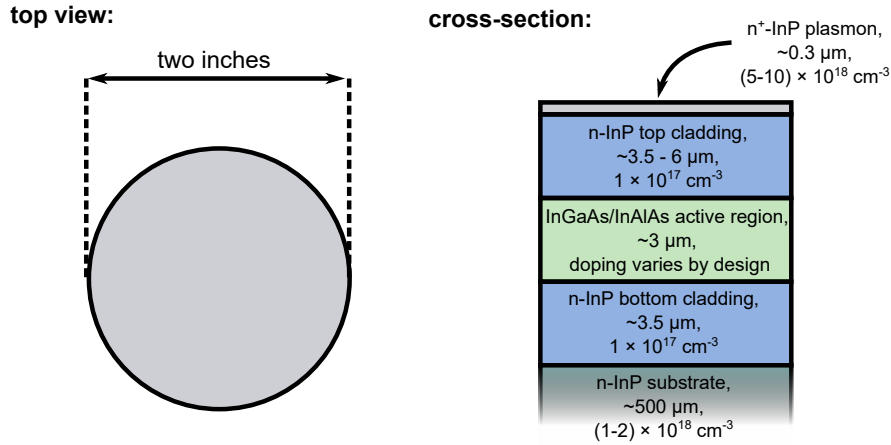 top view:
two inches
cross-section:
n⁺-InP plasmon,
~0.3 µm,
(5-10) × 10¹⁸ cm⁻³
n-InP top cladding,
~3.5 - 6 µm,
1 × 10¹⁷ cm⁻³
InGaAs/InAlAs active region,
~3 µm,
doping varies by design
n-InP bottom cladding,
~3.5 µm,
1 × 10¹⁷ cm⁻³
n-InP substrate,
~500 µm,
(1-2) × 10¹⁸ cm⁻³